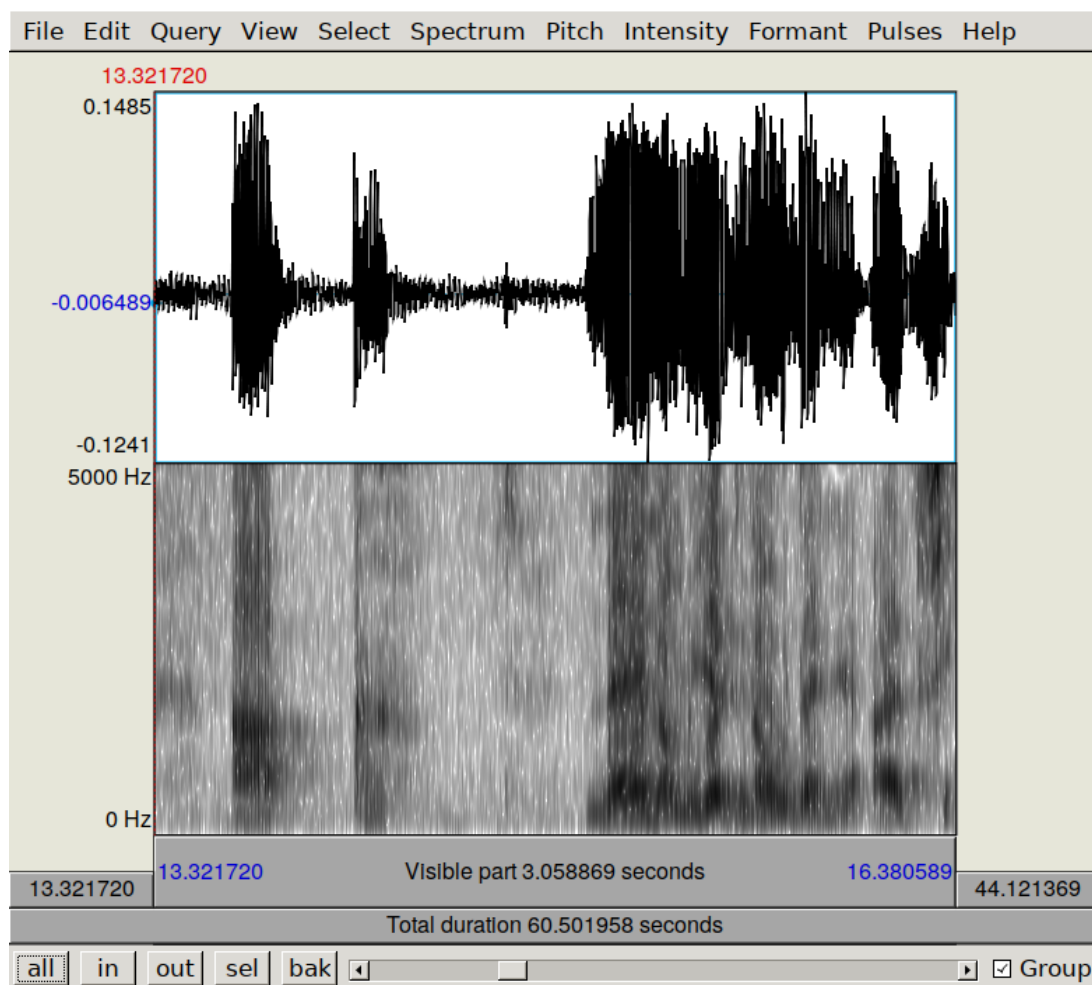 File Edit Query View Select Spectrum Pitch Intensity Formant Pulses Help
13.321720
0.1485
-0.006489
-0.1241
5000 Hz
0 Hz
13.321720 Visible part 3.058869 seconds 16.380589
13.321720 44.121369
Total duration 60.501958 seconds
all in out sel bak Group